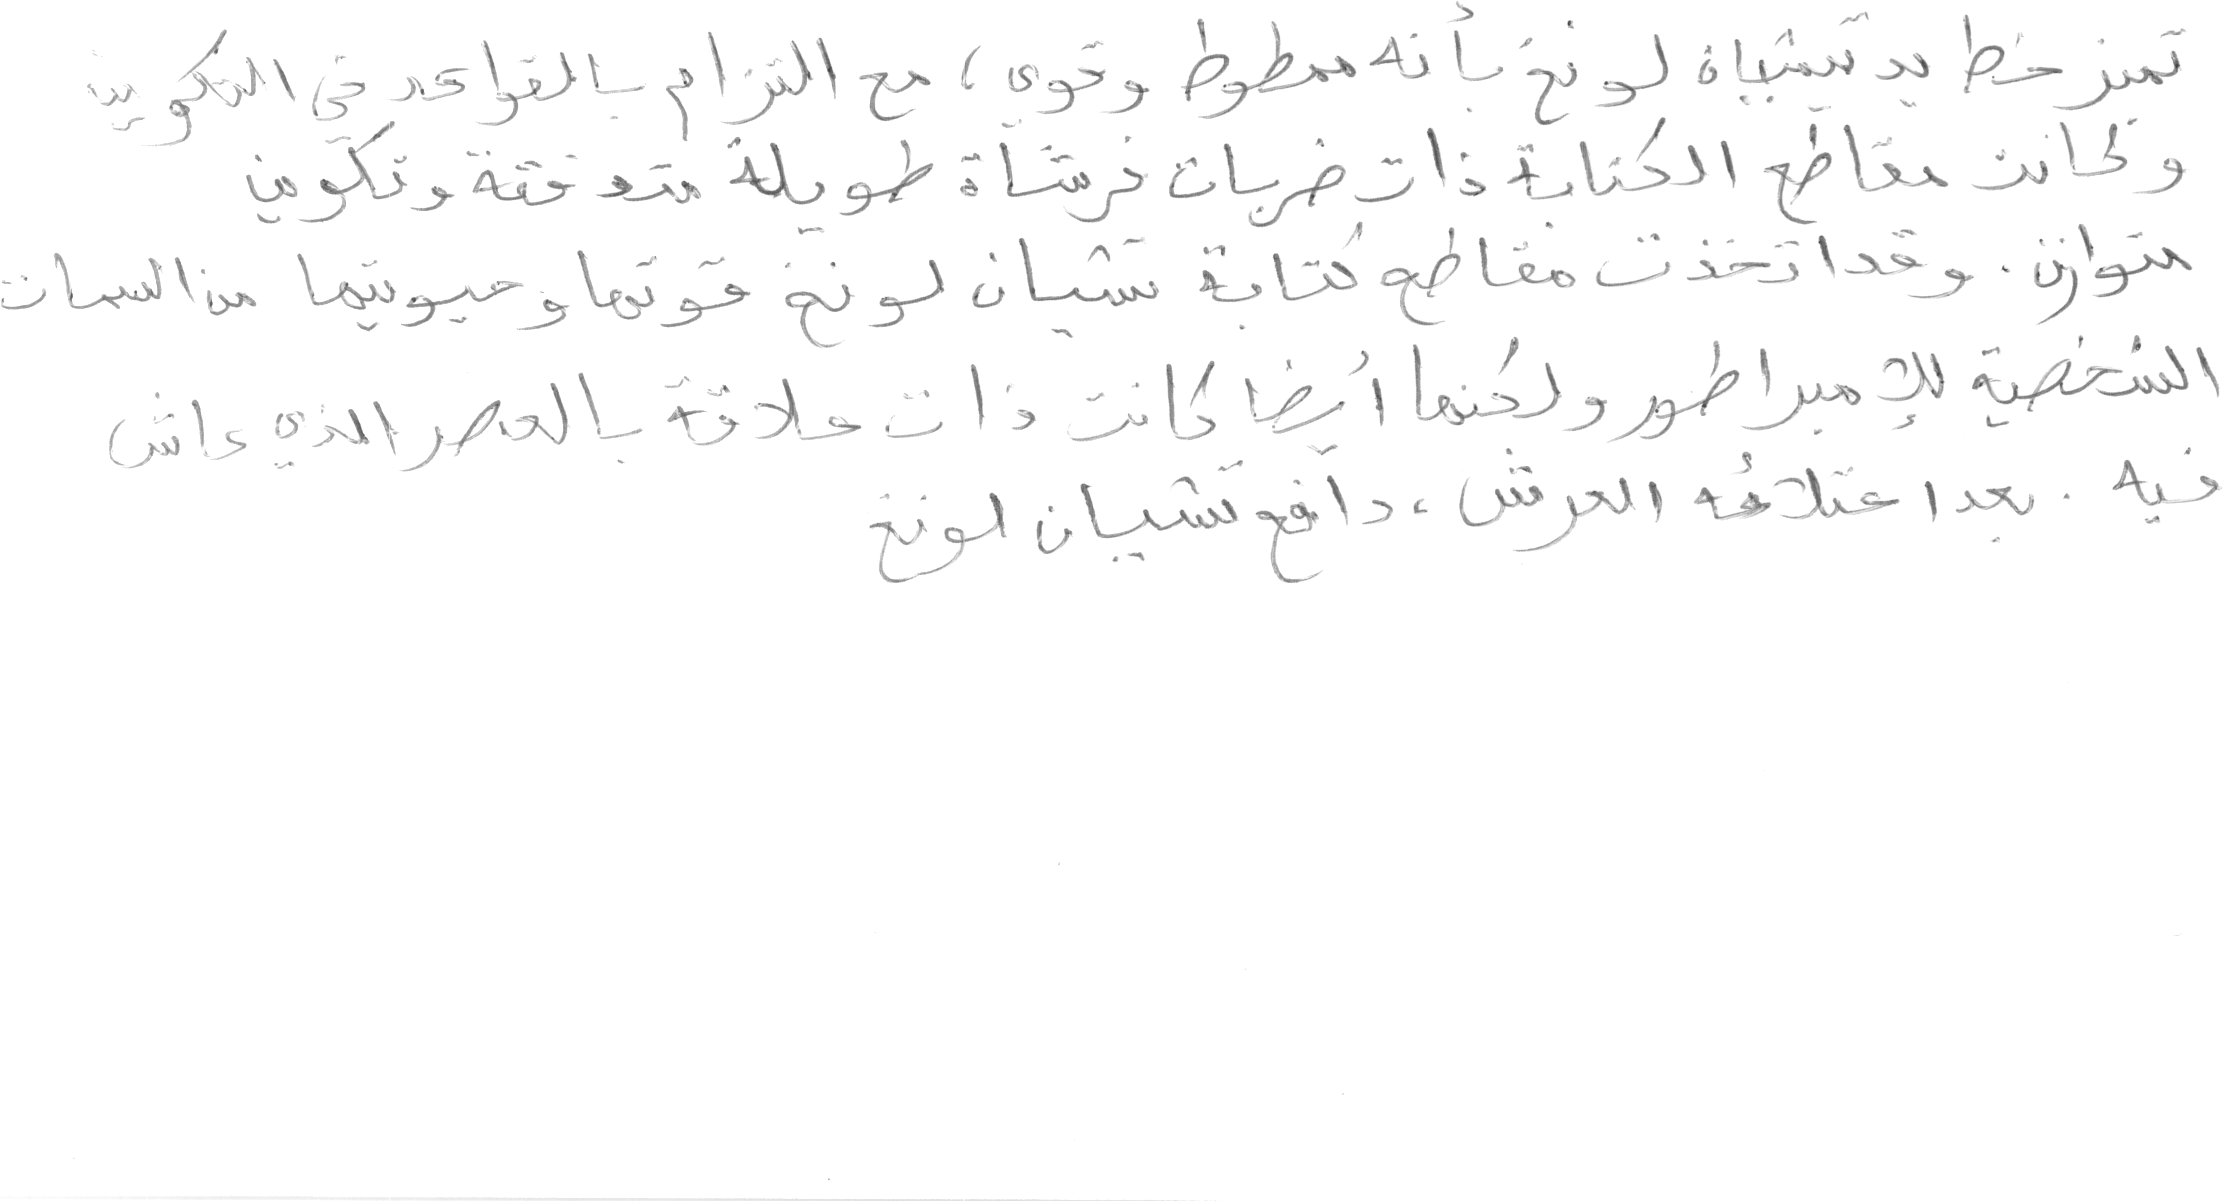 تميز خط يد تشيان لونغ بأنه ممطوط وقوي، مع التزام بالقواعد في التكوين
وكانت مقاطع الكتابة ذات ضربات فرشاة طويلة متدفقة وتكوين
متوازن. وقد اتخذت مقاطع كتابة تشيان لونغ قوتها وحيويتها من السمات
الشخصية للإمبراطور ولكنها أيضا كانت ذات علاقة بالعصر الذي عاش
فيه. بعد اعتلائه العرش، دافع تشيان لونغ